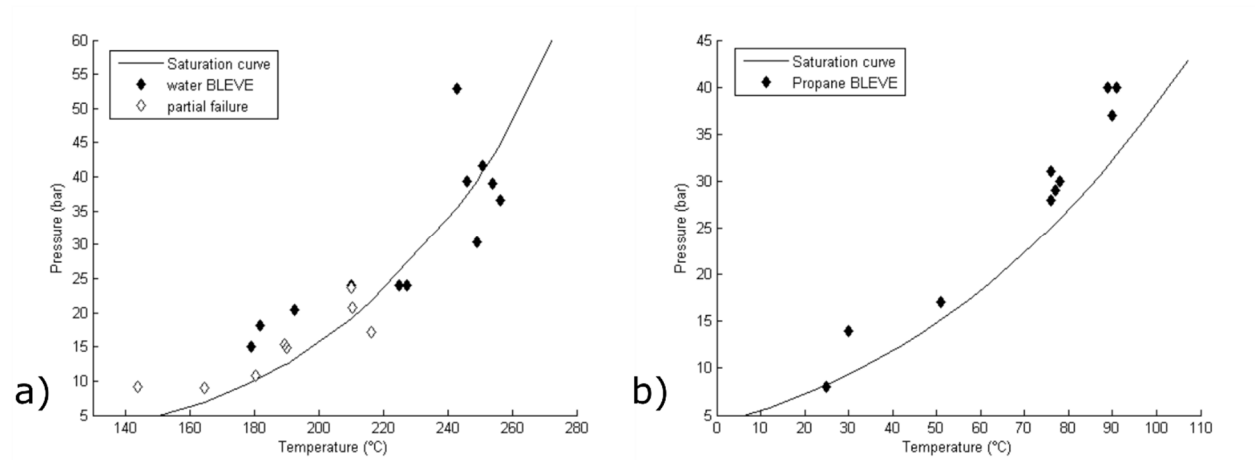 a)
Pressure (bar)
60
55
50
45
40
35
30
25
20
15
10
5
Saturation curve
water BLEVE
partial failure
140 160 180 200 220 240 260 280
Temperature (°C)
b)
Pressure (bar)
45
40
35
30
25
20
15
10
5
Saturation curve
Propane BLEVE
0 10 20 30 40 50 60 70 80 90 100 110
Temperature (°C)